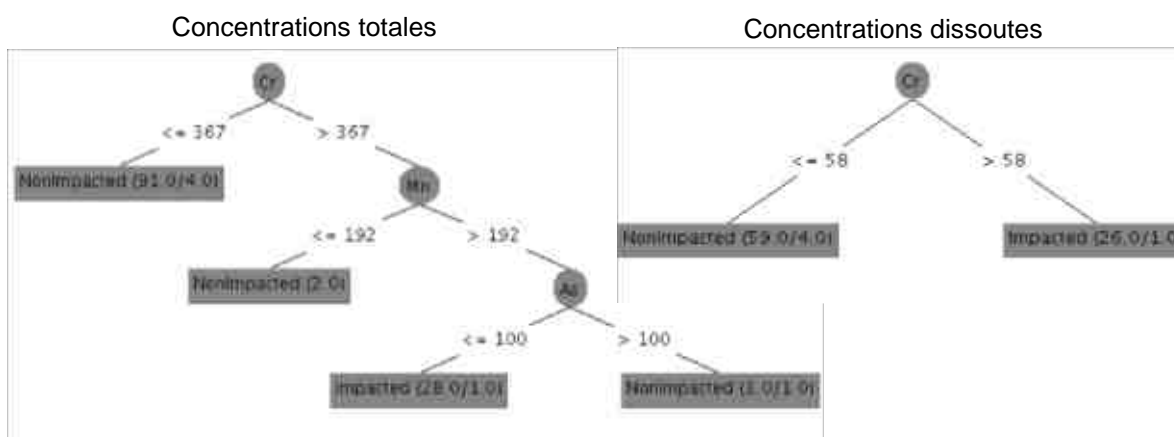 Concentrations totales
Concentrations dissoutes
Cr
<= 367
> 367
NonImpacted (91.0/4.0)
Mn
<= 192
> 192
NonImpacted (2.0)
As
<= 100
> 100
Impacted (28.0/1.0)
NonImpacted (3.0/1.0)
Cr
<= 58
> 58
NonImpacted (59.0/4.0)
Impacted (26.0/1.0